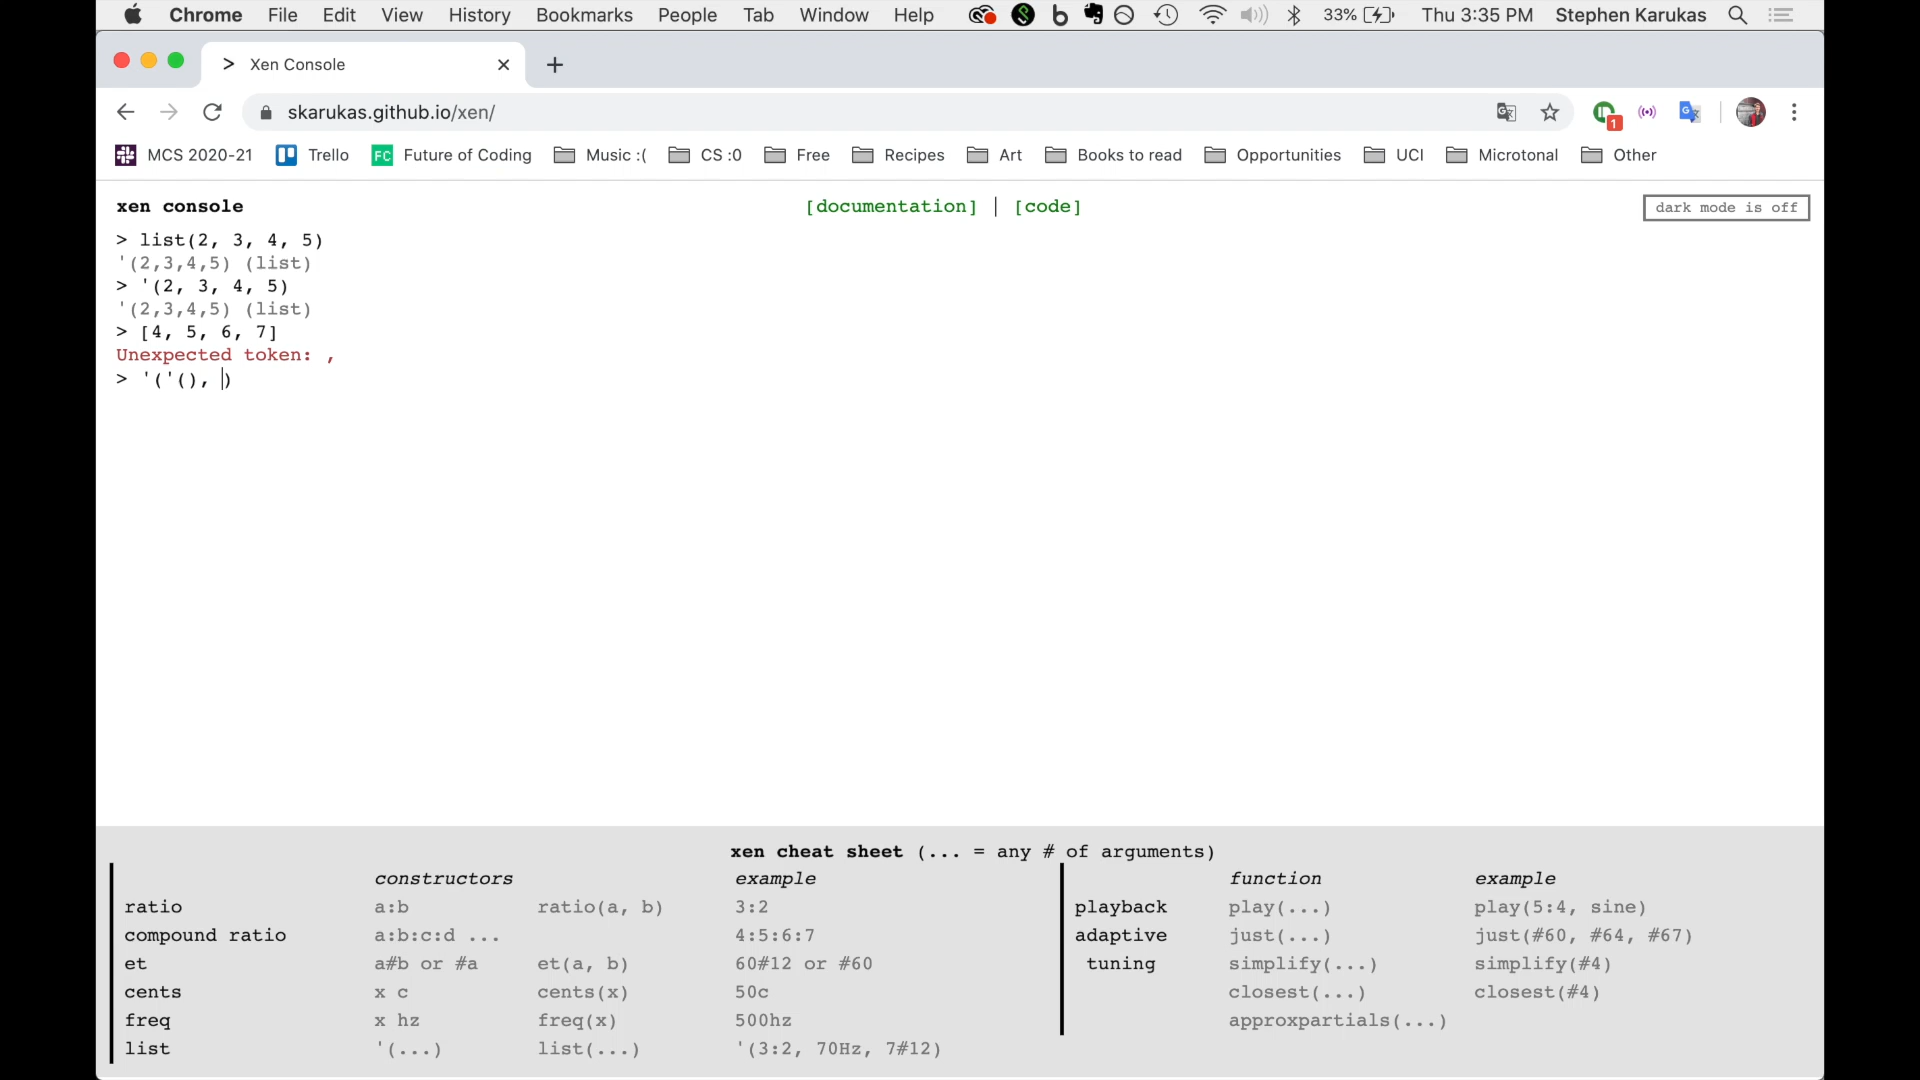 Chrome File Edit View History Bookmarks People Tab Window Help 33% Thu 3:35 PM Stephen Karukas
> Xen Console
skarukas.github.io/xen/ 1
MCS 2020-21 Trello FC Future of Coding Music :( CS :0 Free Recipes Art Books to read Opportunities UCI Microtonal Other
xen console [documentation] | [code] dark mode is off
> list(2, 3, 4, 5)
'(2,3,4,5) (list)
> '(2, 3, 4, 5)
'(2,3,4,5) (list)
> [4, 5, 6, 7]
Unexpected token: ,
> '('(), )
xen cheat sheet (... = any # of arguments)
constructors example function example
ratio a:b ratio(a, b) 3:2 playback play(...) play(5:4, sine)
compound ratio a:b:c:d ... 4:5:6:7 adaptive just(...) just(#60, #64, #67)
et a#b or #a et(a, b) 60#12 or #60 tuning simplify(...) simplify(#4)
cents x c cents(x) 50c closest(...) closest(#4)
freq x hz freq(x) 500hz approxpartials(...)
list '(...) list(...) '(3:2, 70Hz, 7#12)